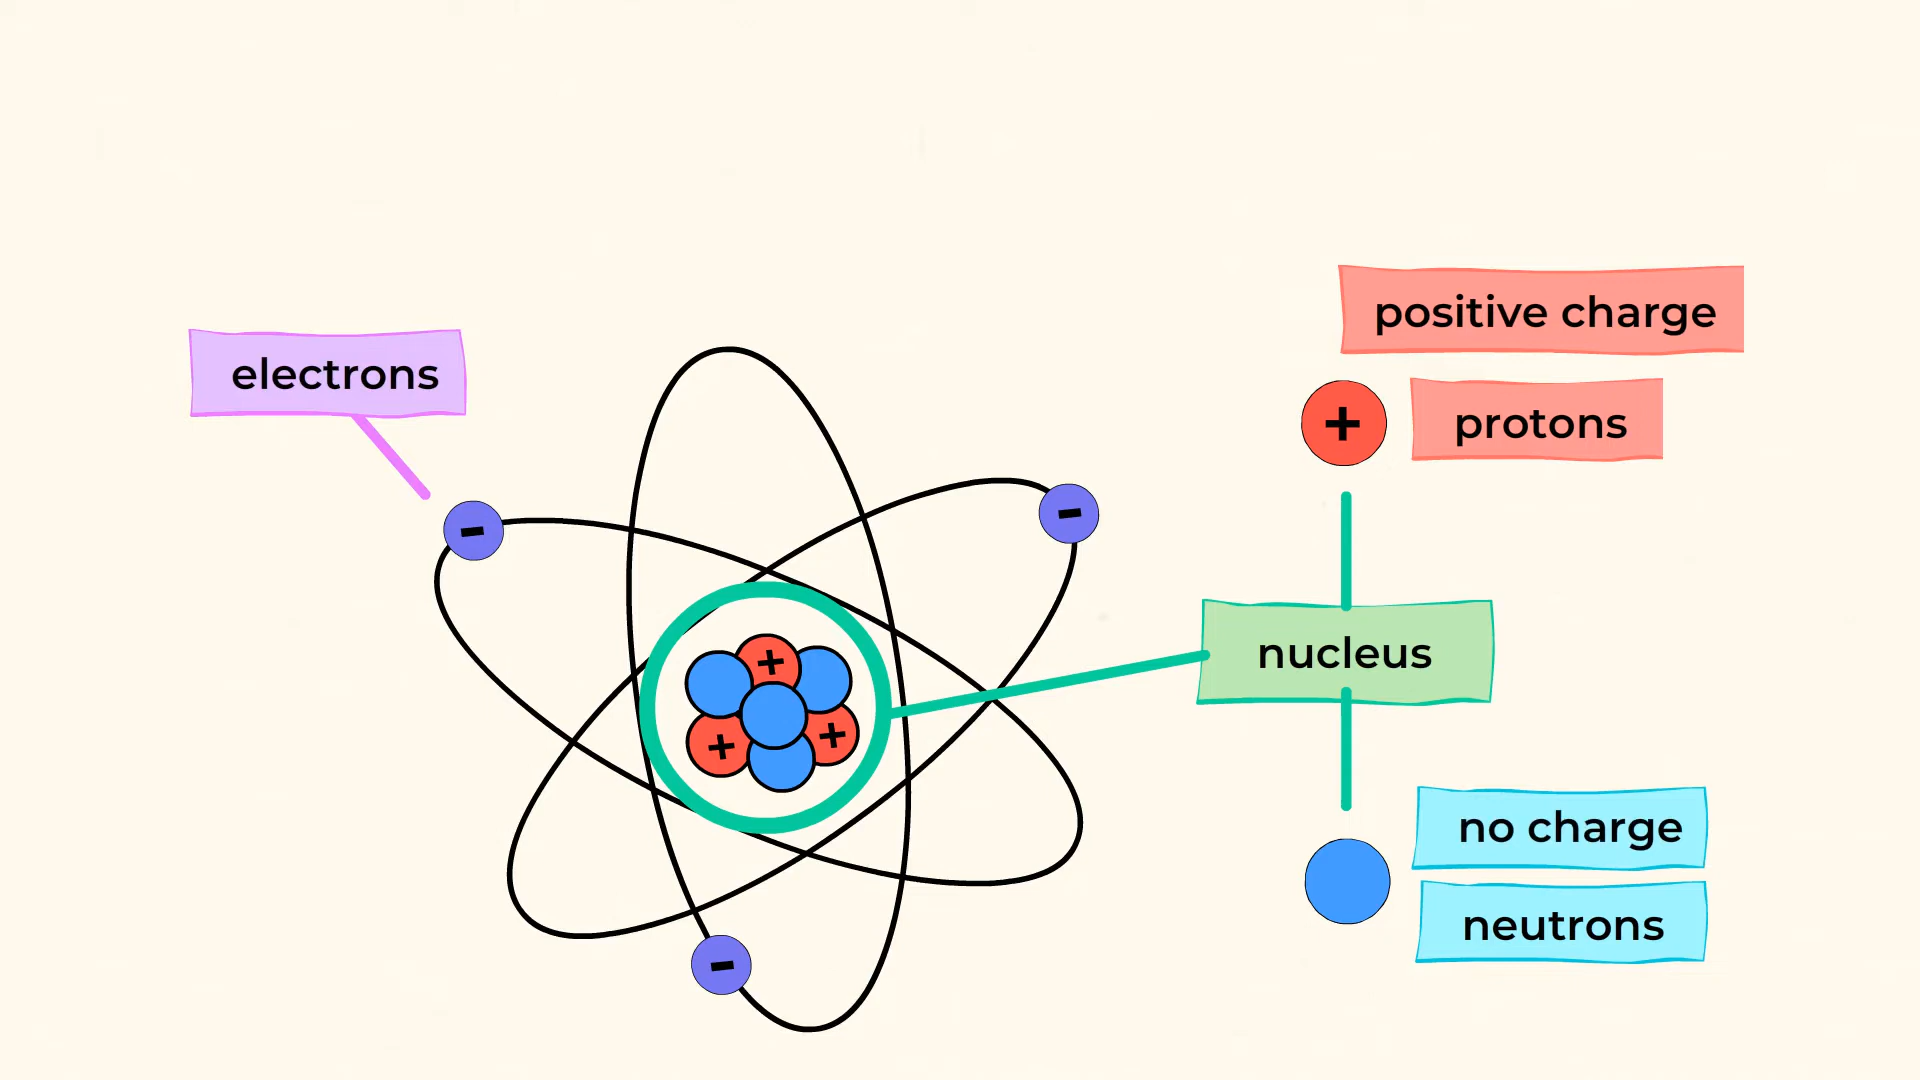 positive charge
electrons
+
protons
-
-
nucleus
+
+
+
no charge
neutrons
-